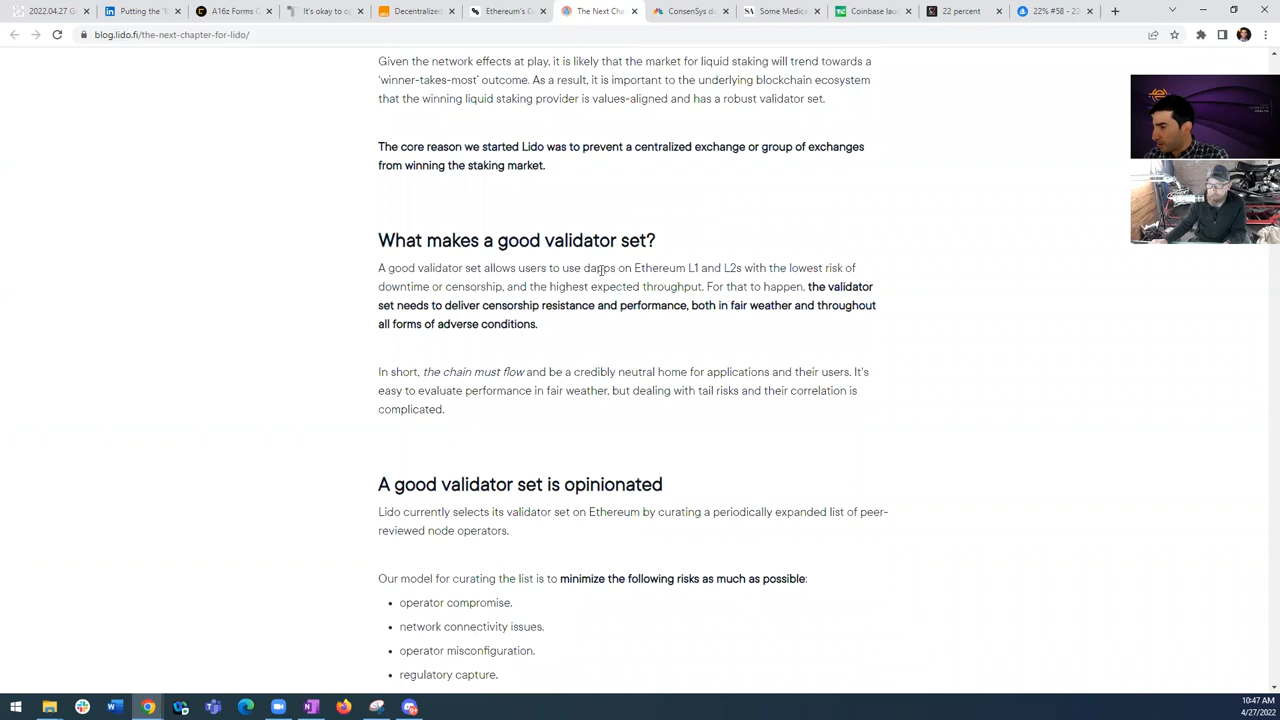 2022.04.27 Ge
Putting the "M
A16z Forms C
It's okay to op
Decentralized
Ethereum's Co
The Next Cha
ConsenSys do
Some Medica
Coinbase laun
22 percent
22% #58 - 22
blog.lido.fi/the-next-chapter-for-lido/
Given the network effects at play, it is likely that the market for liquid staking will trend towards a
'winner-takes-most' outcome. As a result, it is important to the underlying blockchain ecosystem
that the winning liquid staking provider is values-aligned and has a robust validator set.
The core reason we started Lido was to prevent a centralized exchange or group of exchanges
from winning the staking market.
What makes a good validator set?
A good validator set allows users to use dapps on Ethereum L1 and L2s with the lowest risk of
downtime or censorship, and the highest expected throughput. For that to happen, the validator
set needs to deliver censorship resistance and performance, both in fair weather and throughout
all forms of adverse conditions.
In short, the chain must flow and be a credibly neutral home for applications and their users. It's
easy to evaluate performance in fair weather, but dealing with tail risks and their correlation is
complicated.
A good validator set is opinionated
Lido currently selects its validator set on Ethereum by curating a periodically expanded list of peer-
reviewed node operators.
Our model for curating the list is to minimize the following risks as much as possible:
• operator compromise.
• network connectivity issues.
• operator misconfiguration.
• regulatory capture.
10:47 AM
4/27/2022